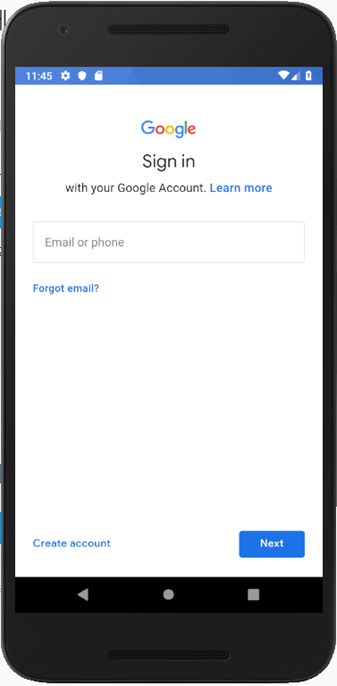 11:45
Google
Sign in
with your Google Account. Learn more
Email or phone
Forgot email?
Create account
Next